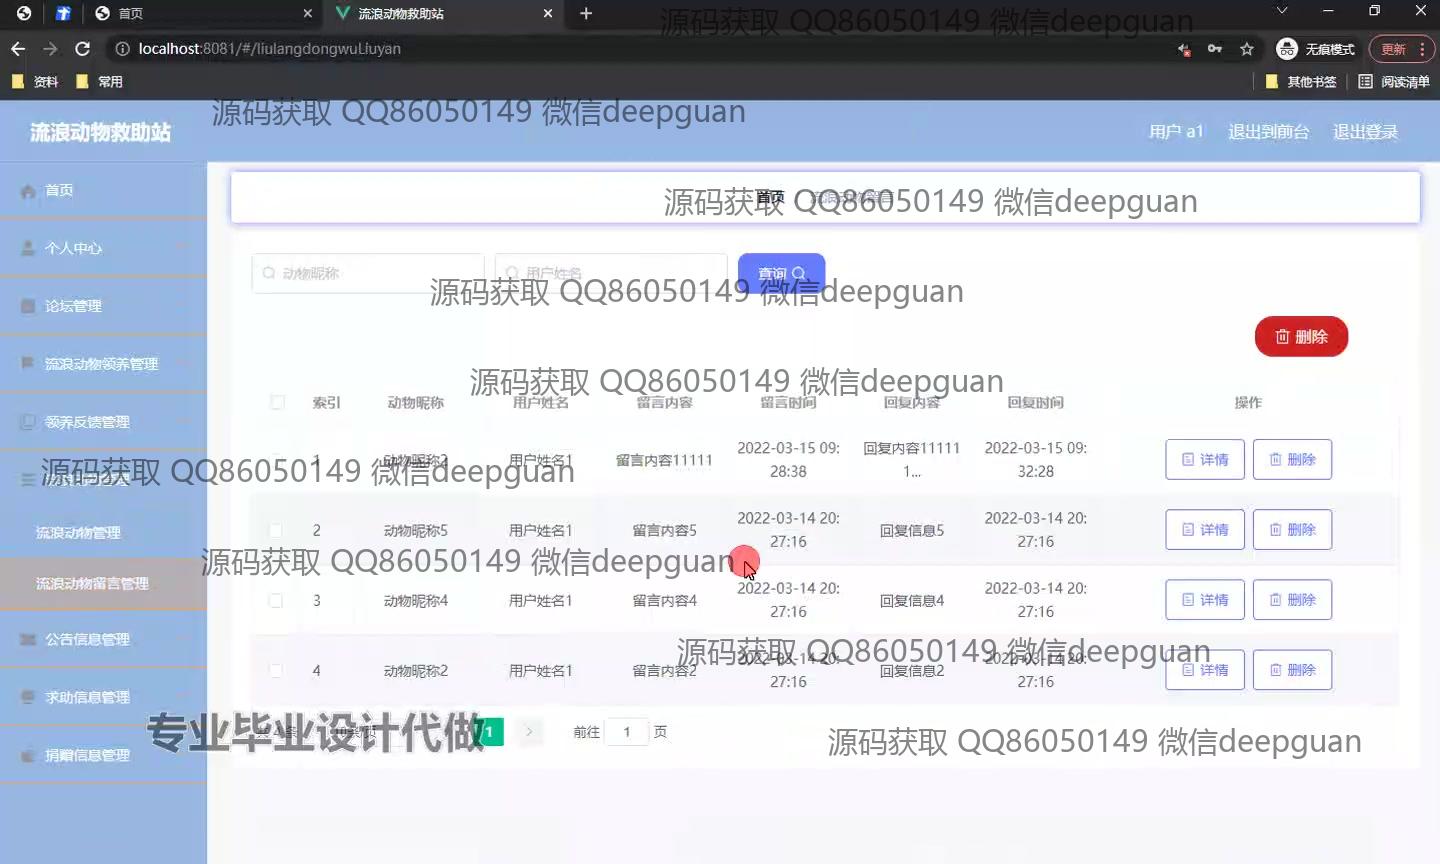 首页
流浪动物救助站
源码获取 QQ86050149 微信deepguan
localhost:8081/#/liulangdongwuLiuyan
无痕模式
更新
资料
常用
其他书签
阅读清单
流浪动物救助站
源码获取 QQ86050149 微信deepguan
用户 a1
退出到前台
退出登录
首页
个人中心
论坛管理
流浪动物领养管理
领养反馈管理
流浪动物管理
流浪动物留言管理
公告信息管理
求助信息管理
捐赠信息管理
首页
流浪动物留言
源码获取 QQ86050149 微信deepguan
动物昵称
用户姓名
查询
源码获取 QQ86050149 微信deepguan
删除
源码获取 QQ86050149 微信deepguan
索引 动物昵称 用户姓名 留言内容 留言时间 回复内容 回复时间 操作
1 动物昵称2 用户姓名1 留言内容11111 2022-03-15 09:28:38 回复内容111111... 2022-03-15 09:32:28 详情 删除
源码获取 QQ86050149 微信deepguan
2 动物昵称5 用户姓名1 留言内容5 2022-03-14 20:27:16 回复信息5 2022-03-14 20:27:16 详情 删除
源码获取 QQ86050149 微信deepguan
3 动物昵称4 用户姓名1 留言内容4 2022-03-14 20:27:16 回复信息4 2022-03-14 20:27:16 详情 删除
源码获取 QQ86050149 微信deepguan
4 动物昵称2 用户姓名1 留言内容2 2022-03-14 20:27:16 回复信息2 2022-03-14 20:27:16 详情 删除
专业毕业设计代做
1
前往 1 页
源码获取 QQ86050149 微信deepguan